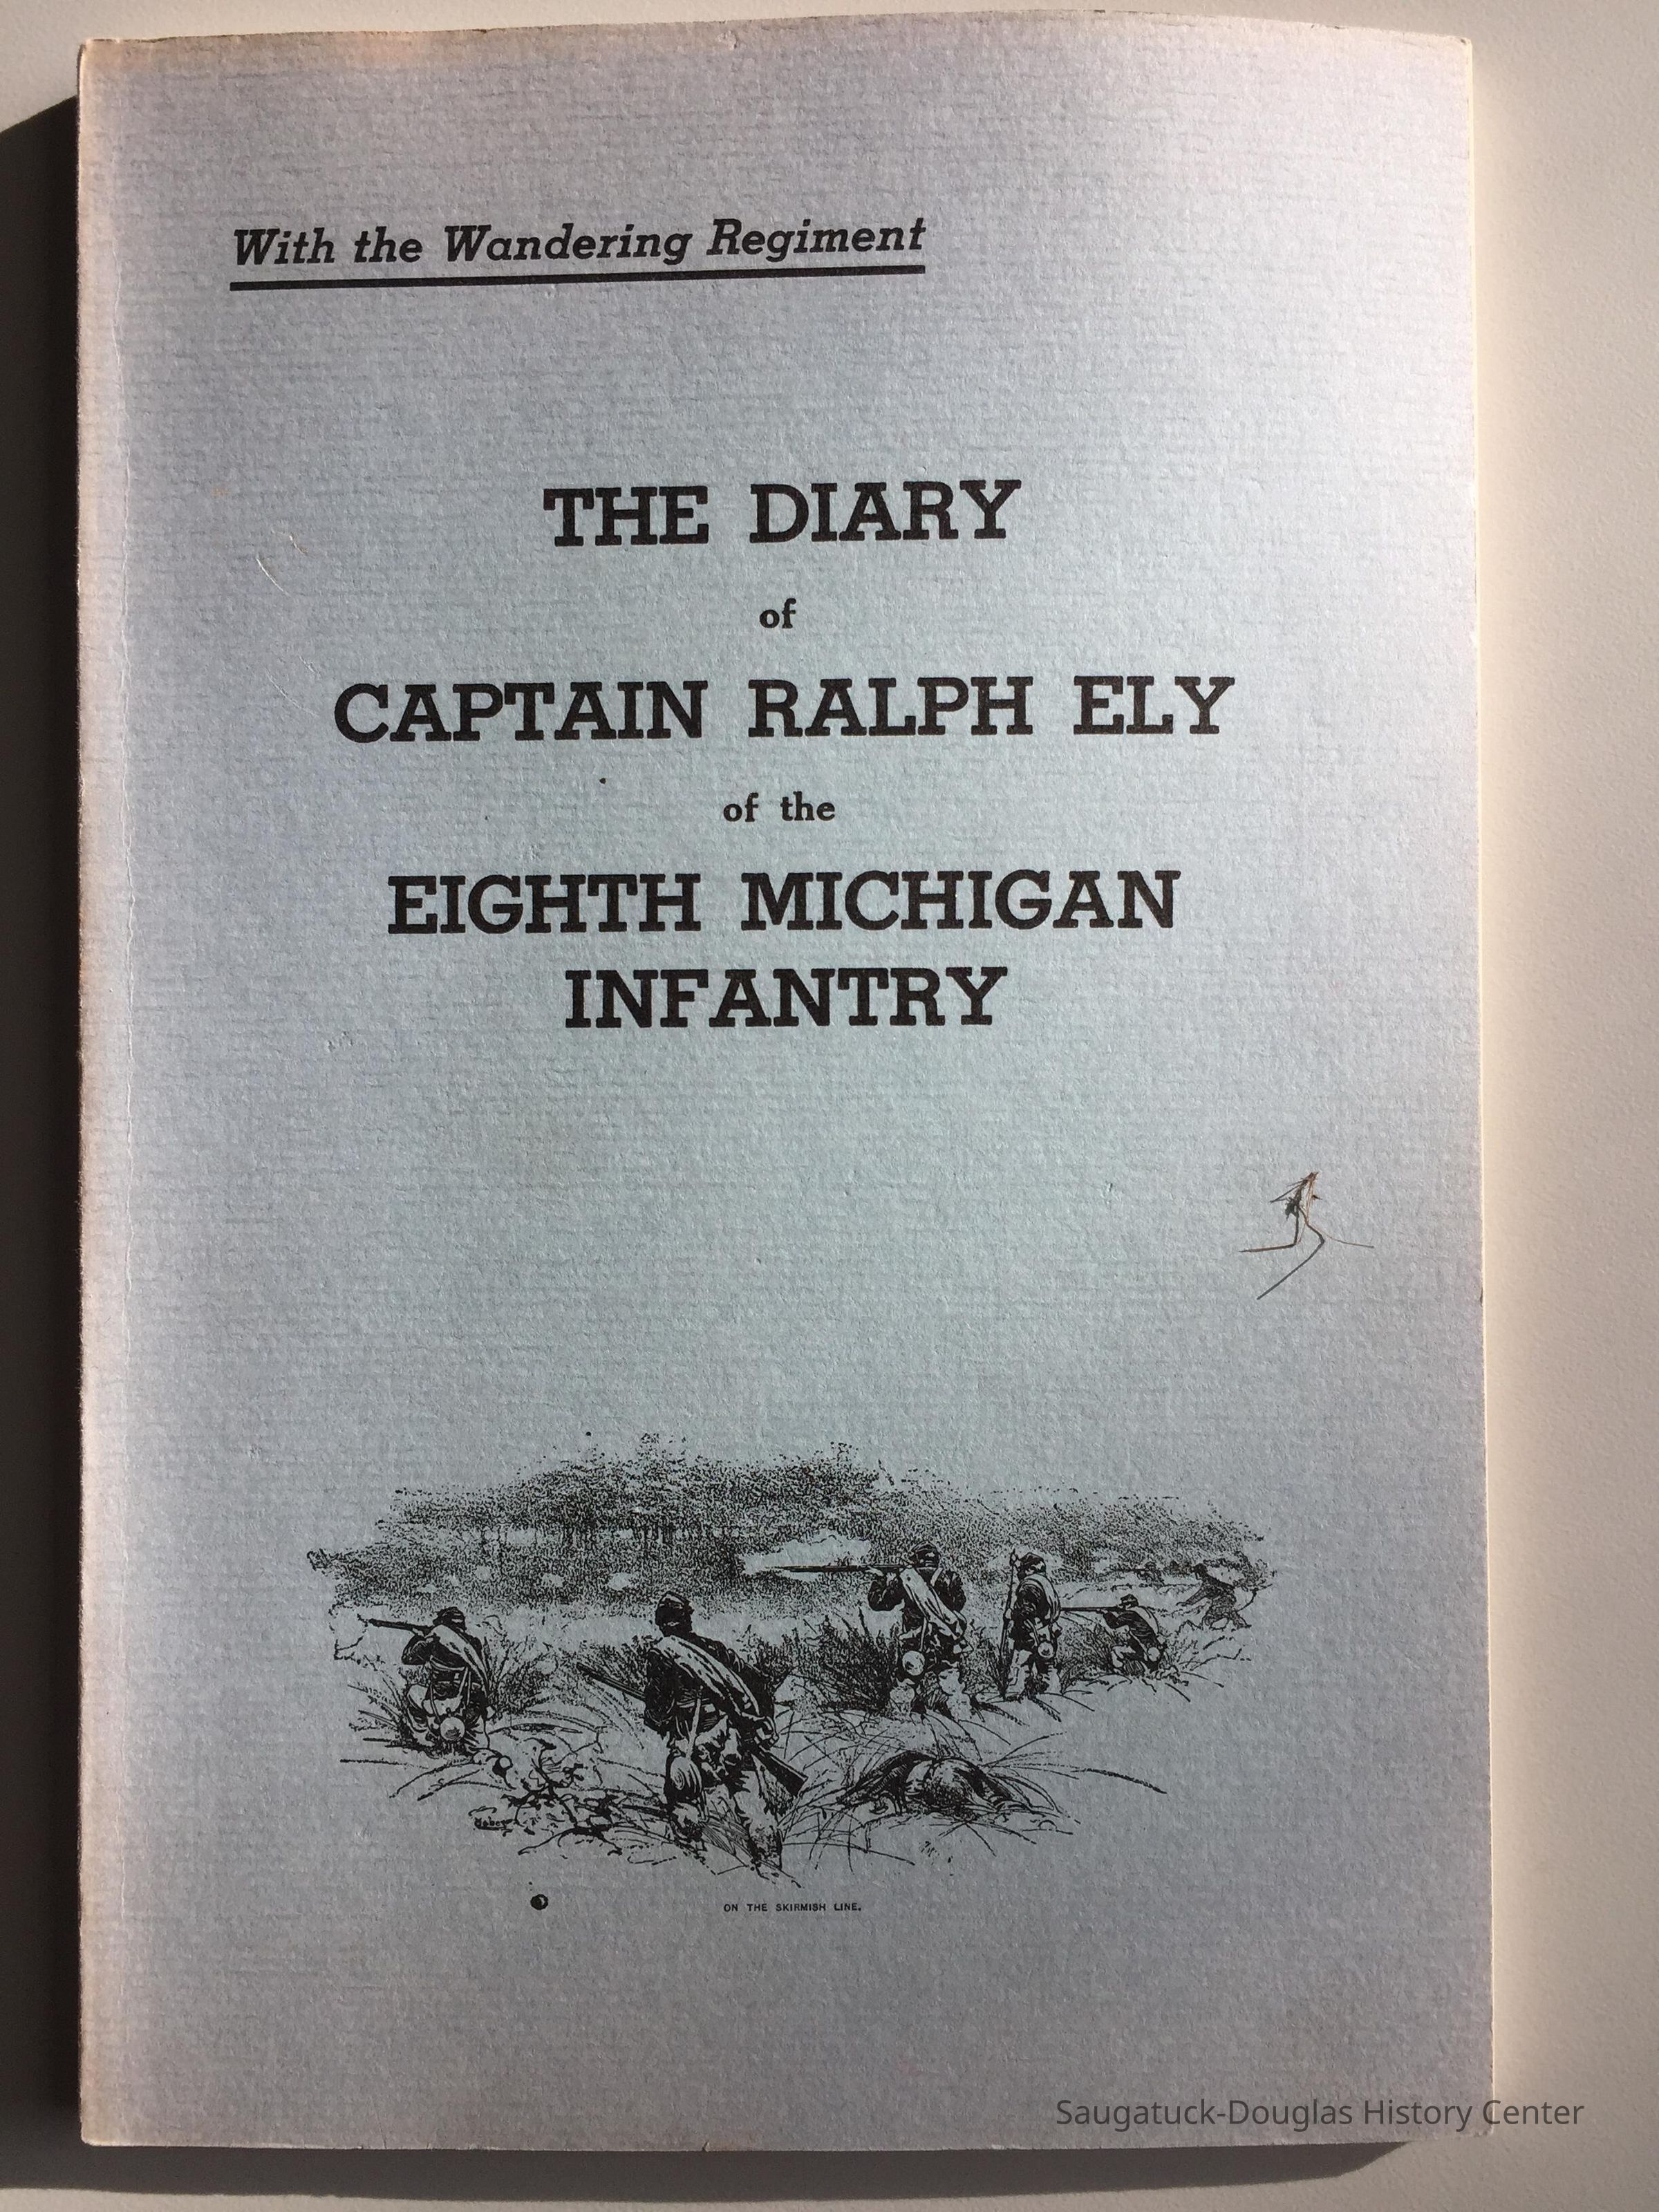 With the Wandering Regiment
THE DIARY
of
CAPTAIN RALPH ELY
of the
EIGHTH MICHIGAN
INFANTRY
ON THE SKIRMISH LINE.
Saugatuck-Douglas History Center